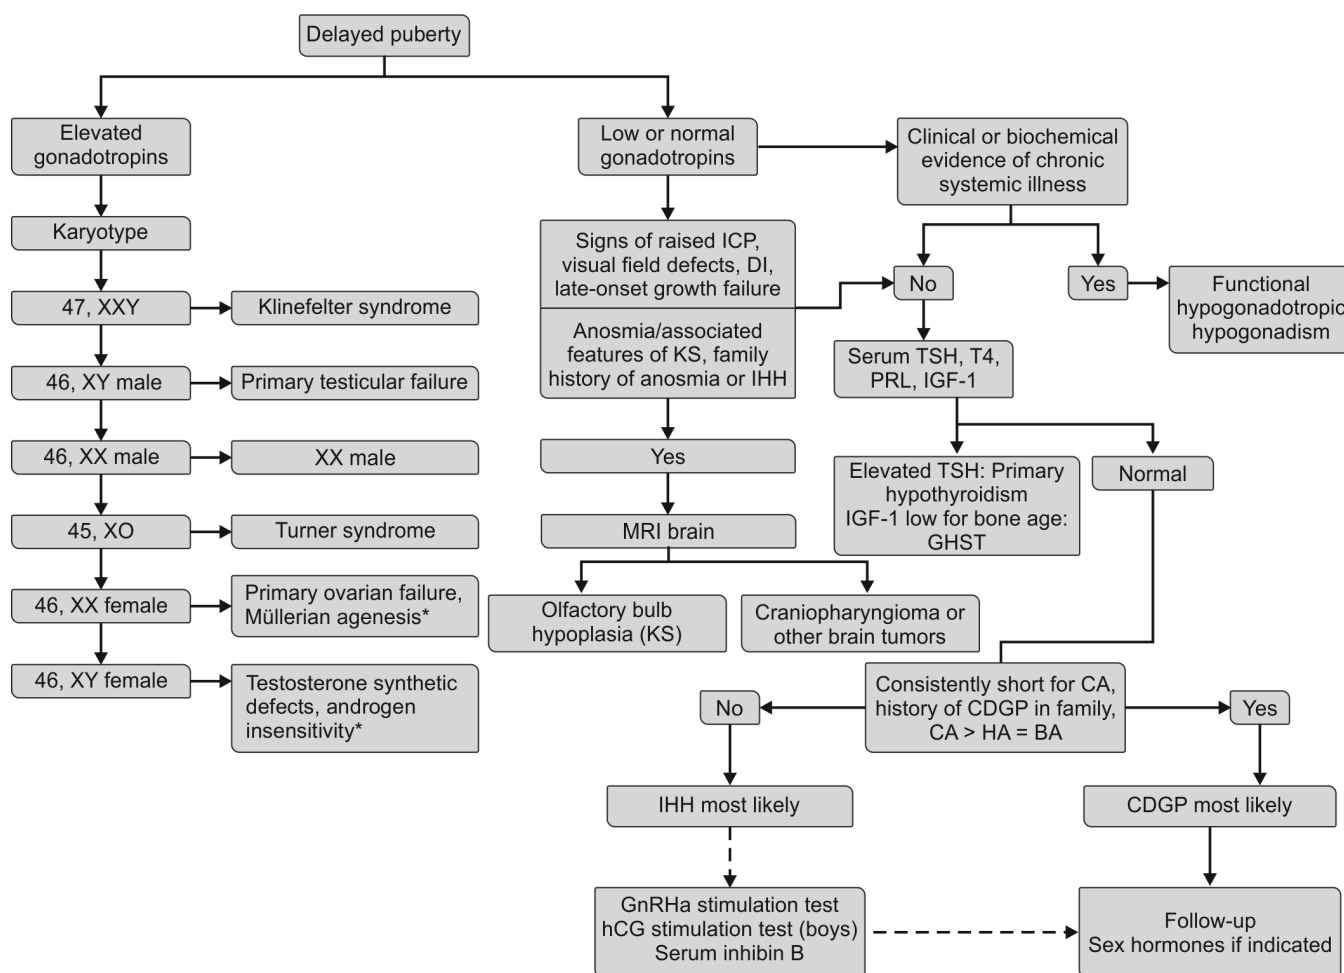 Delayed puberty
Elevated
gonadotropins
Karyotype
47, XXY
Klinefelter syndrome
46, XY male
Primary testicular failure
46, XX male
XX male
45, XO
Turner syndrome
46, XX female
Primary ovarian failure,
Müllerian agenesis*
46, XY female
Testosterone synthetic
defects, androgen
insensitivity*
Low or normal
gonadotropins
Signs of raised ICP,
visual field defects, DI,
late-onset growth failure
Anosmia/associated
features of KS, family
history of anosmia or IHH
Yes
MRI brain
Olfactory bulb
hypoplasia (KS)
Craniopharyngioma or
other brain tumors
Clinical or biochemical
evidence of chronic
systemic illness
No
Yes
Functional
hypogonadotropic
hypogonadism
Serum TSH, T4,
PRL, IGF-1
Elevated TSH: Primary
hypothyroidism
IGF-1 low for bone age:
GHST
Normal
Consistently short for CA,
history of CDGP in family,
CA > HA = BA
No
Yes
IHH most likely
CDGP most likely
GnRHa stimulation test
hCG stimulation test (boys)
Serum inhibin B
Follow-up
Sex hormones if indicated